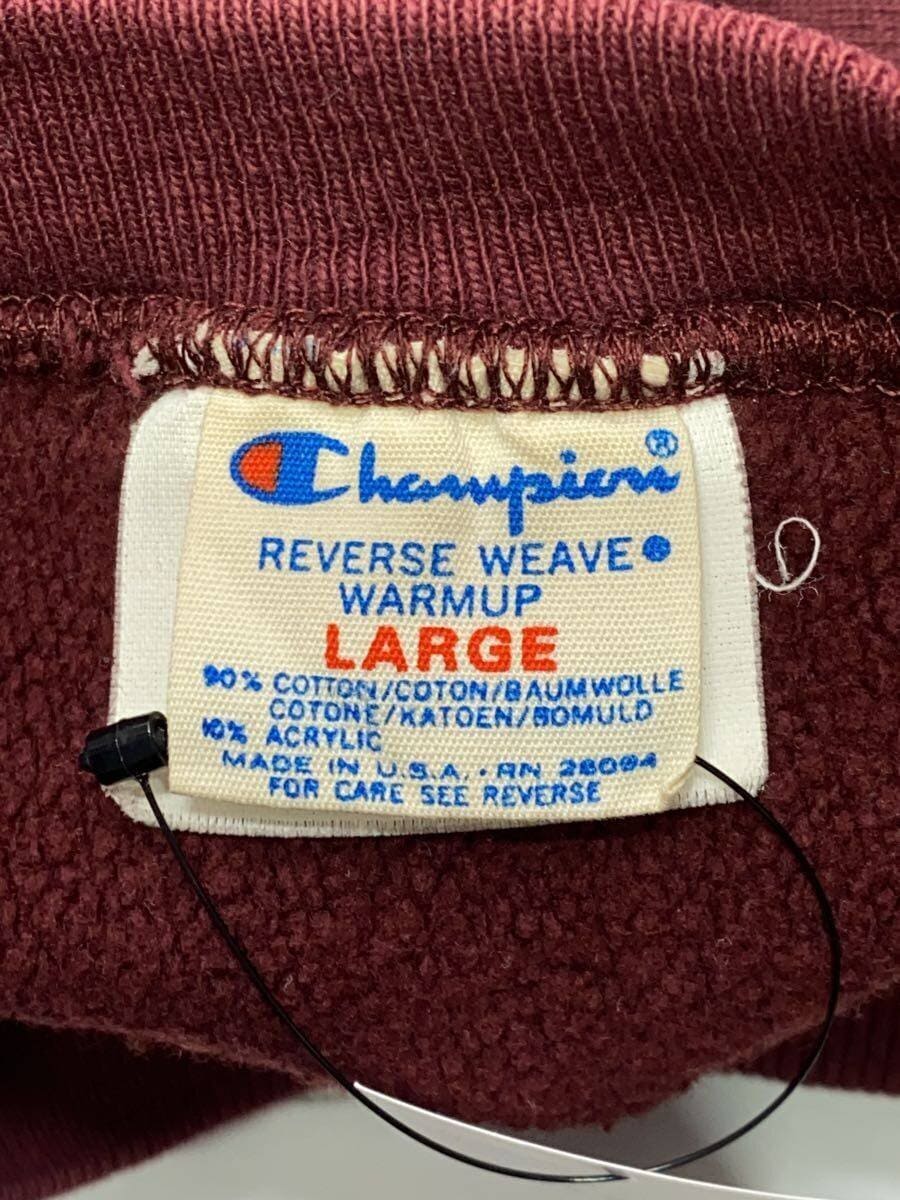 Champion®
REVERSE WEAVE
WARMUP
LARGE
90% COTTON/COTON/BAUMWOLLE
COTONE/KATOEN/BOMULD
10% ACRYLIC
MADE IN U.S.A. · RN 26094
FOR CARE SEE REVERSE